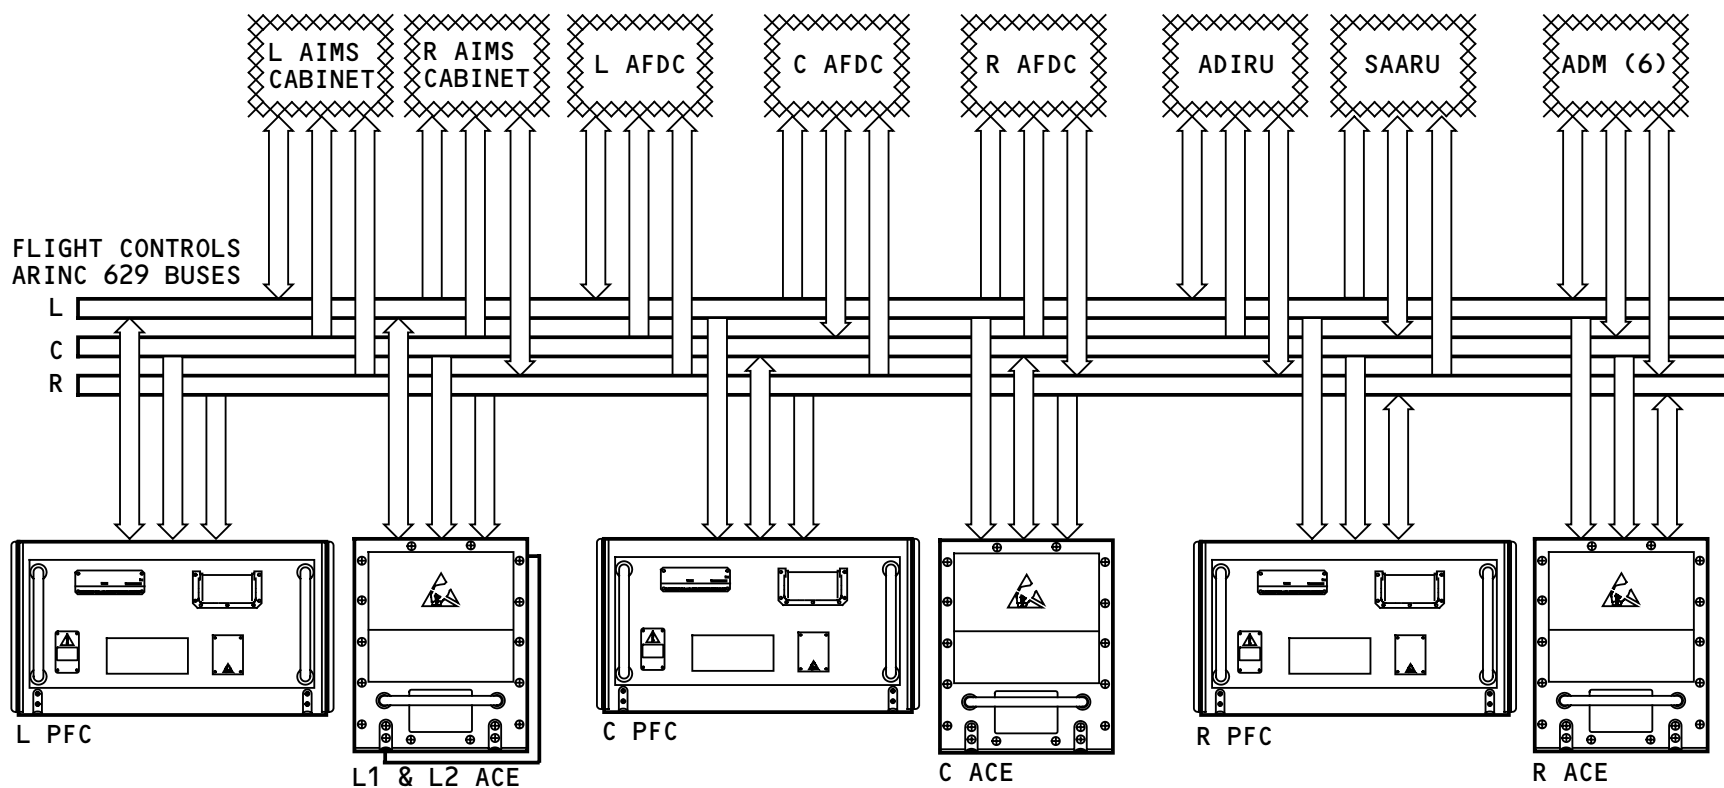 L AIMS
CABINET
R AIMS
CABINET
L AFDC
C AFDC
R AFDC
ADIRU
SAARU
ADM (6)
FLIGHT CONTROLS
ARINC 629 BUSES
L
C
R
L PFC
L1 & L2 ACE
C PFC
C ACE
R PFC
R ACE